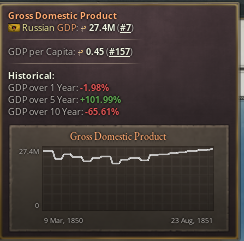 Gross Domestic Product
Russian GDP: 27.4M (#7)
GDP per Capita: 0.45 (#157)
Historical:
GDP over 1 Year: -1.98%
GDP over 5 Year: +101.99%
GDP over 10 Year: -65.61%
Gross Domestic Product
27.4M
0
9 Mar, 1850
23 Aug, 1851